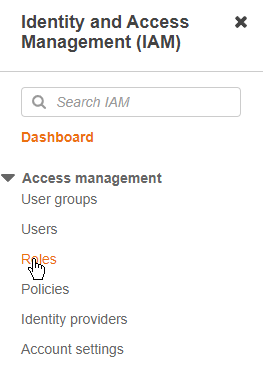 Identity and Access
Management (IAM)
Search IAM
Dashboard
Access management
User groups
Users
Roles
Policies
Identity providers
Account settings